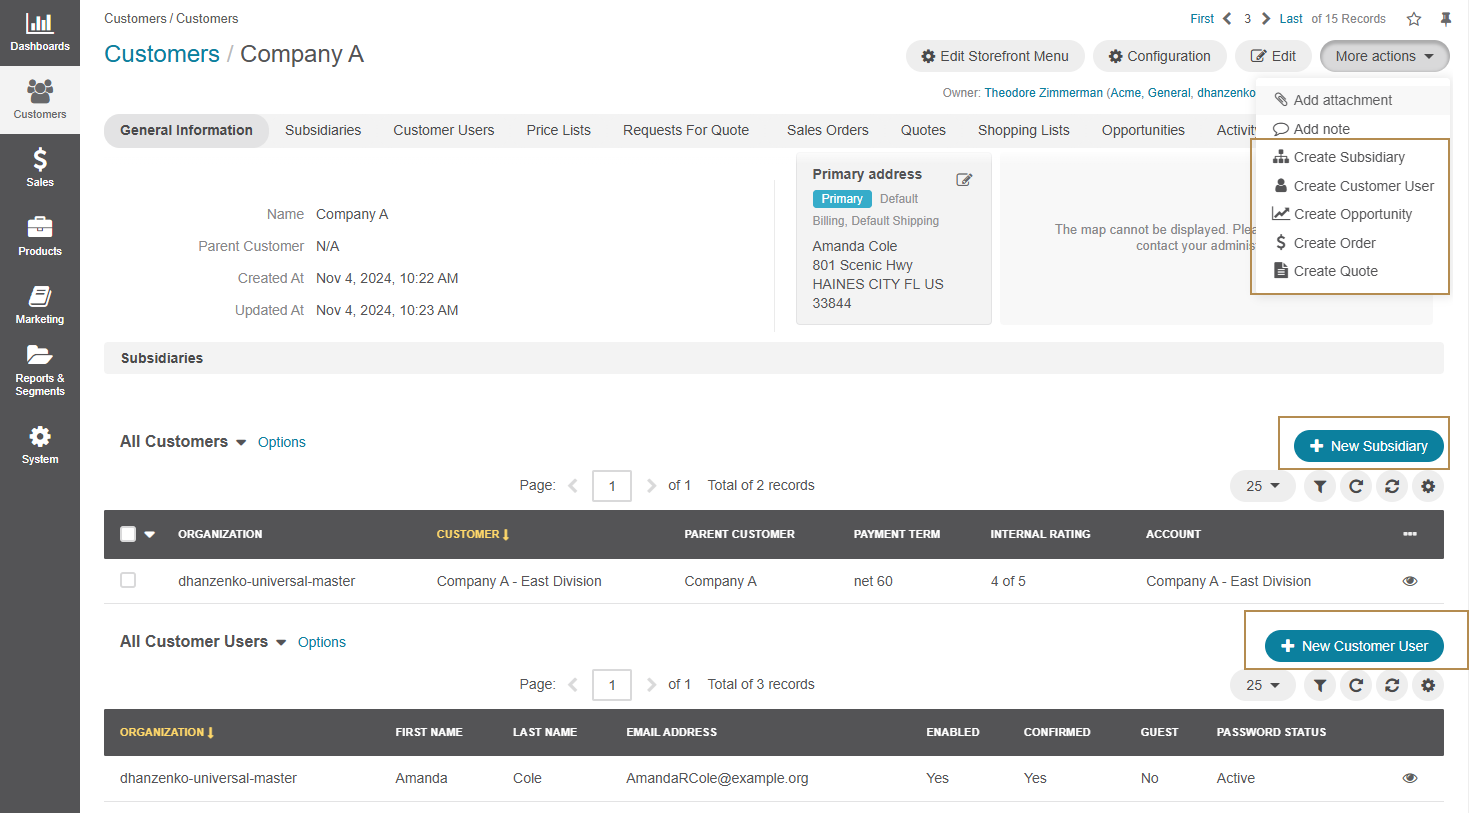 Dashboards
Customers
Sales
Products
Marketing
Reports &
Segments
System
Customers / Customers
First 3 Last of 15 Records
Customers / Company A
Edit Storefront Menu
Configuration
Edit
More actions
Owner: Theodore Zimmerman (Acme, General, dhanzenko
Add attachment
Add note
Create Subsidiary
Create Customer User
Create Opportunity
Create Order
Create Quote
General Information Subsidiaries Customer Users Price Lists Requests For Quote Sales Orders Quotes Shopping Lists Opportunities Activity
Name Company A
Parent Customer N/A
Created At Nov 4, 2024, 10:22 AM
Updated At Nov 4, 2024, 10:23 AM
Primary address
Primary Default
Billing, Default Shipping
Amanda Cole
801 Scenic Hwy
HAINES CITY FL US
33844
The map cannot be displayed.
contact your
Subsidiaries
All Customers Options
New Subsidiary
Page: 1 of 1 Total of 2 records
25
ORGANIZATION CUSTOMER PARENT CUSTOMER PAYMENT TERM INTERNAL RATING ACCOUNT
dhanzenko-universal-master Company A - East Division Company A net 60 4 of 5 Company A - East Division
All Customer Users Options
New Customer User
Page: 1 of 1 Total of 3 records
25
ORGANIZATION FIRST NAME LAST NAME EMAIL ADDRESS ENABLED CONFIRMED GUEST PASSWORD STATUS
dhanzenko-universal-master Amanda Cole AmandaRCole@example.org Yes Yes No Active